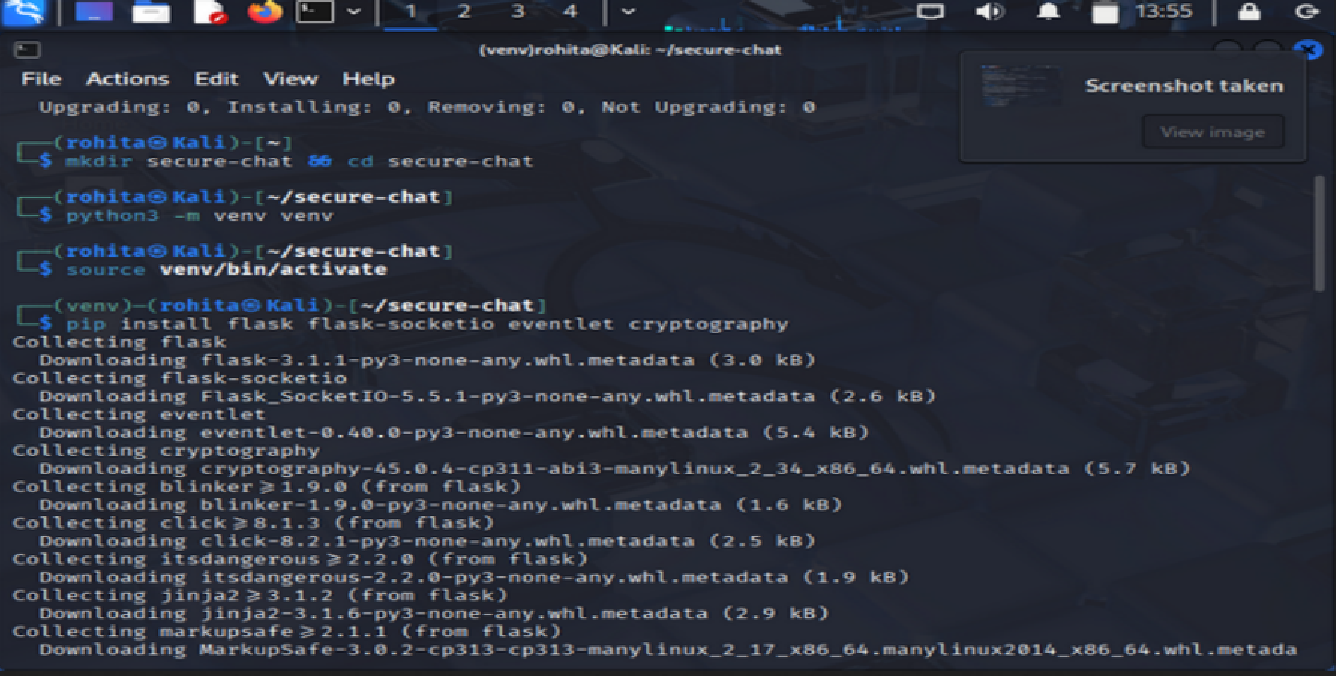 1 2 3 4 13:55
(venv)rohita@Kali: ~/secure-chat
File Actions Edit View Help
Screenshot taken
View image
Upgrading: 0, Installing: 0, Removing: 0, Not Upgrading: 0
┌──(rohita㉿Kali)-[~]
└─$ mkdir secure-chat && cd secure-chat
┌──(rohita㉿Kali)-[~/secure-chat]
└─$ python3 -m venv venv
┌──(rohita㉿Kali)-[~/secure-chat]
└─$ source venv/bin/activate
┌──(venv)─(rohita㉿Kali)-[~/secure-chat]
└─$ pip install flask flask-socketio eventlet cryptography
Collecting flask
Downloading flask-3.1.1-py3-none-any.whl.metadata (3.0 kB)
Collecting flask-socketio
Downloading Flask_SocketIO-5.5.1-py3-none-any.whl.metadata (2.6 kB)
Collecting eventlet
Downloading eventlet-0.40.0-py3-none-any.whl.metadata (5.4 kB)
Collecting cryptography
Downloading cryptography-45.0.4-cp311-abi3-manylinux_2_34_x86_64.whl.metadata (5.7 kB)
Collecting blinker≥1.9.0 (from flask)
Downloading blinker-1.9.0-py3-none-any.whl.metadata (1.6 kB)
Collecting click≥8.1.3 (from flask)
Downloading click-8.2.1-py3-none-any.whl.metadata (2.5 kB)
Collecting itsdangerous≥2.2.0 (from flask)
Downloading itsdangerous-2.2.0-py3-none-any.whl.metadata (1.9 kB)
Collecting jinja2≥3.1.2 (from flask)
Downloading jinja2-3.1.6-py3-none-any.whl.metadata (2.9 kB)
Collecting markupsafe≥2.1.1 (from flask)
Downloading MarkupSafe-3.0.2-cp313-cp313-manylinux_2_17_x86_64.manylinux2014_x86_64.whl.metada